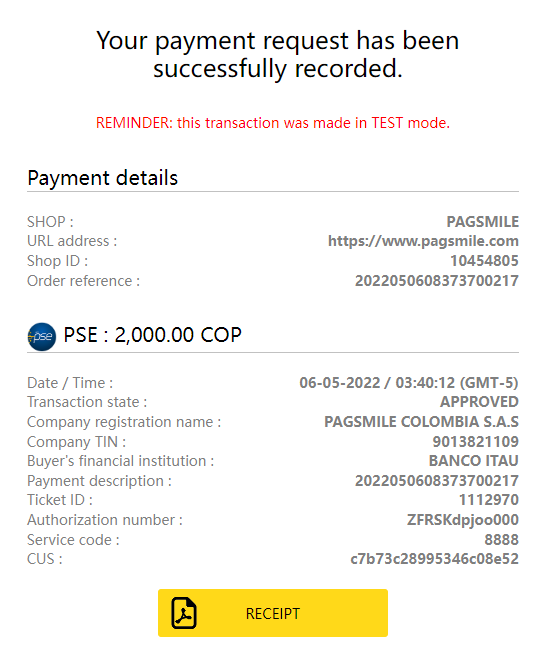 Your payment request has been
successfully recorded.
REMINDER: this transaction was made in TEST mode.
Payment details
SHOP : PAGSMILE
URL address : https://www.pagsmile.com
Shop ID : 10454805
Order reference : 2022050608373700217
pse PSE : 2,000.00 COP
Date / Time : 06-05-2022 / 03:40:12 (GMT-5)
Transaction state : APPROVED
Company registration name : PAGSMILE COLOMBIA S.A.S
Company TIN : 9013821109
Buyer's financial institution : BANCO ITAU
Payment description : 2022050608373700217
Ticket ID : 1112970
Authorization number : ZFRSKdpjoo000
Service code : 8888
CUS : c7b73c28995346c08e52
RECEIPT